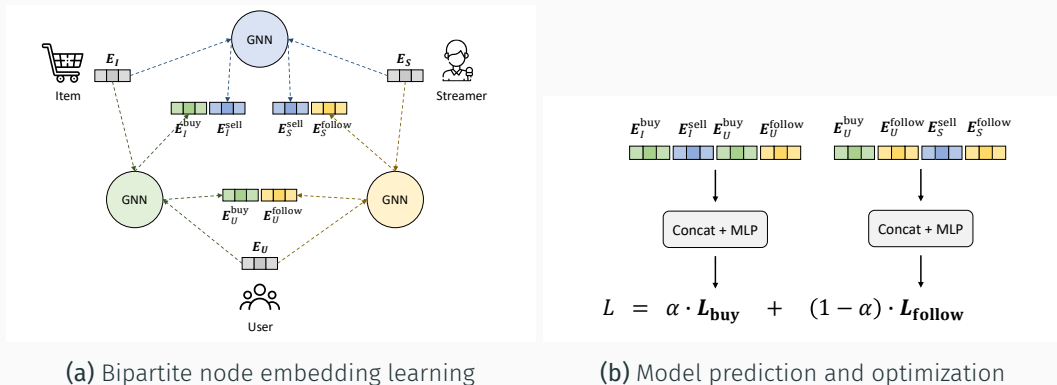 GNN
E_I
E_S
Item
Streamer
E_I^buy E_I^sell E_S^sell E_S^follow
GNN
GNN
E_U^buy E_U^follow
E_U
User
(a) Bipartite node embedding learning
E_I^buy E_I^sell E_U^buy E_U^follow
E_U^buy E_U^follow E_S^sell E_S^follow
Concat + MLP
Concat + MLP
L = α · L_buy + (1 − α) · L_follow
(b) Model prediction and optimization